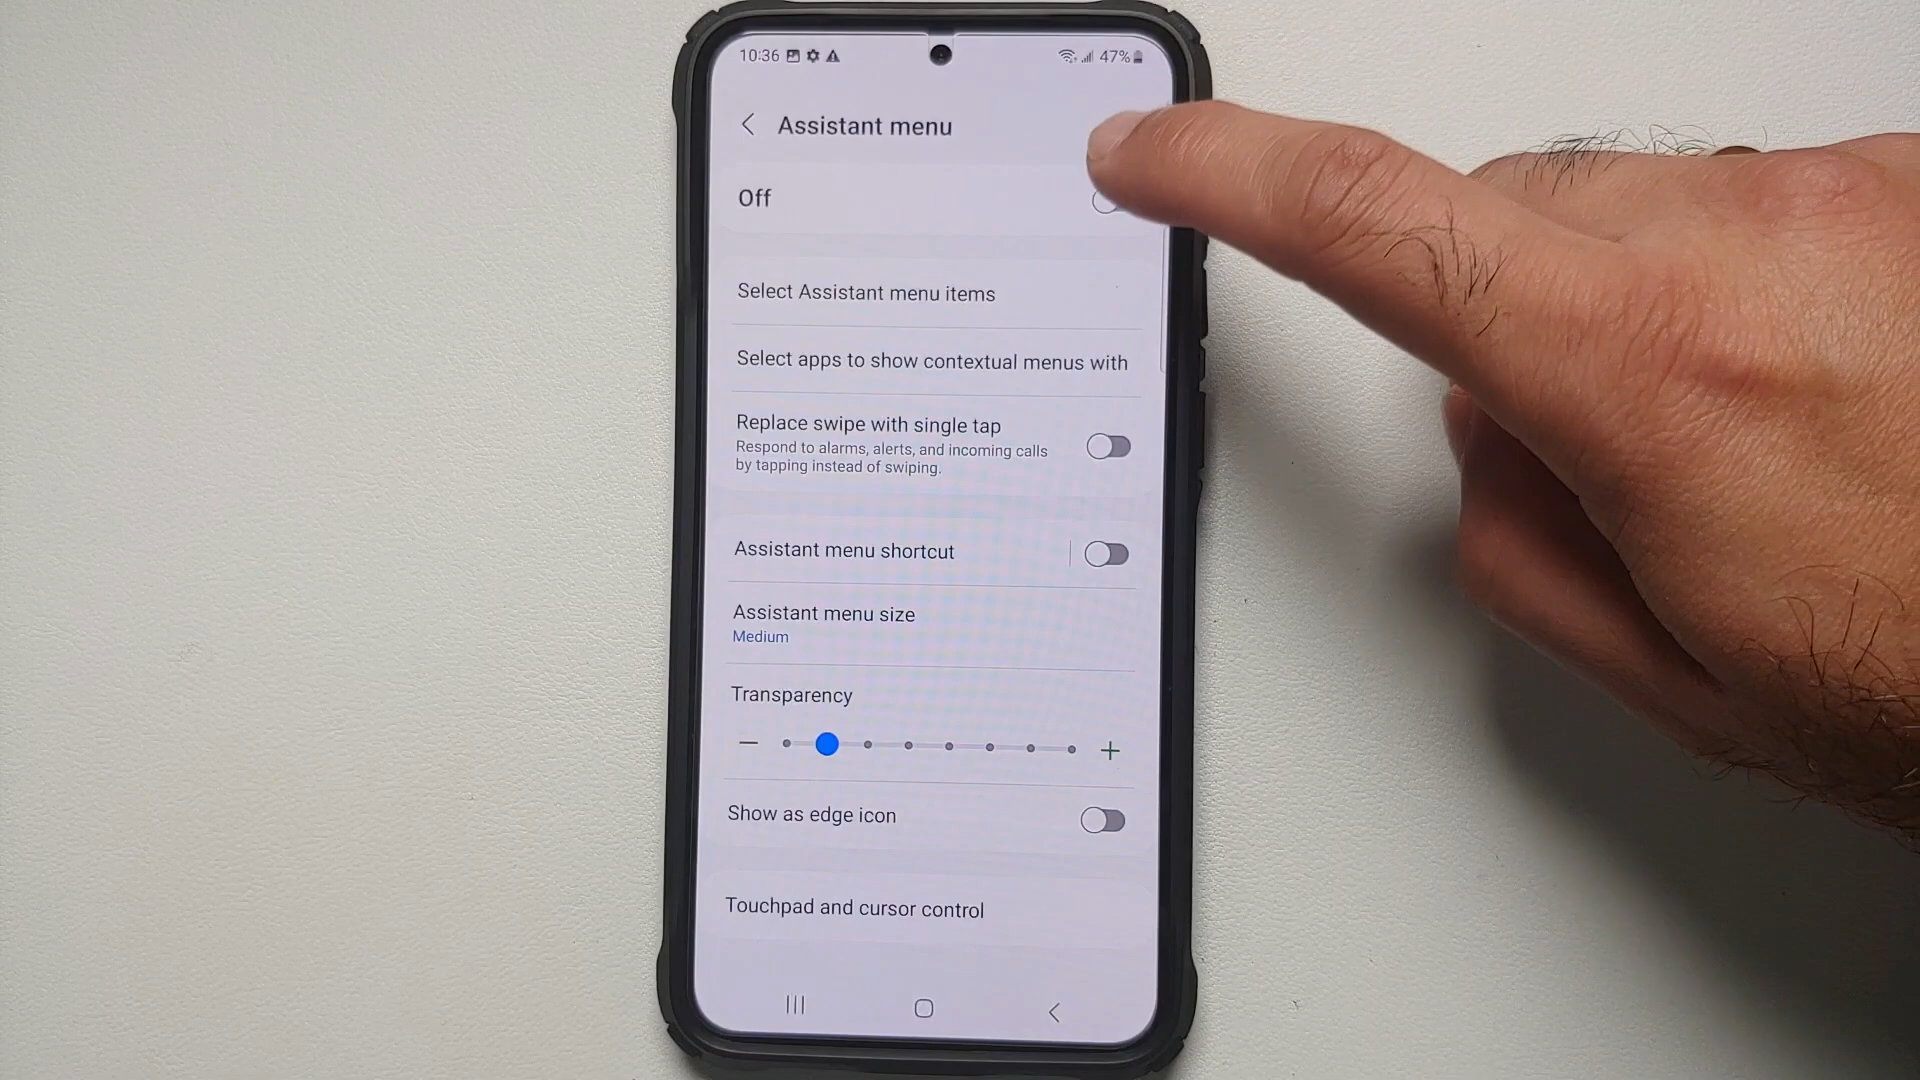 10:36
47%
Assistant menu
Off
Select Assistant menu items
Select apps to show contextual menus with
Replace swipe with single tap
Respond to alarms, alerts, and incoming calls
by tapping instead of swiping.
Assistant menu shortcut
Assistant menu size
Medium
Transparency
Show as edge icon
Touchpad and cursor control